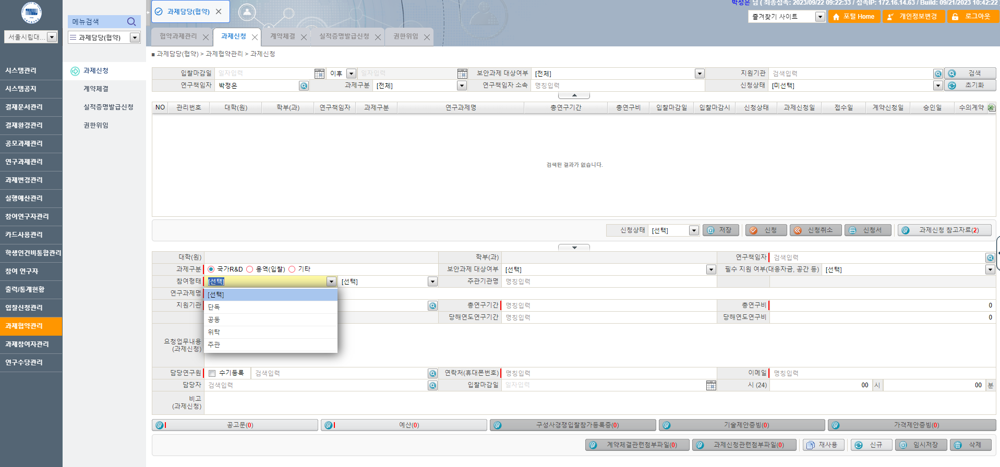 박정은 님 ( 최종접속: 2023/09/22 09:22:33 / 접속IP: 172.16.14.63 / Build: 09/21/2023 10:42:22
과제담당(협약)
즐겨찾기 사이트
포털 Home
개인정보변경
로그아웃
메뉴검색
서울시립대...
과제담당(협약)
협약과제관리
과제신청
계약체결
실적증명발급신청
권한위임
과제담당(협약) > 과제협약관리 > 과제신청
시스템관리
시스템공지
결재문서관리
결재환경관리
공모과제관리
연구과제관리
과제변경관리
실행예산관리
참여연구자관리
카드사용관리
학생인건비통합관리
참여 연구자
출력/통계현황
입찰신청관리
과제협약관리
과제참여자관리
연구수당관리
과제신청
계약체결
실적증명발급신청
권한위임
입찰마감일 일자입력 이후 일자입력 보안과제 대상여부 [전체] 지원기관 검색입력 검색
연구책임자 박정은 과제구분 [전체] 연구책임자 소속 명칭입력 신청상태 [미선택] 초기화
NO 관리번호 대학(원) 학부(과) 연구책임자 과제구분 연구과제명 총연구기간 총연구비 입찰마감일 입찰마감시 신청상태 과제신청일 접수일 계약신청일 승인일 수의계약
검색된 결과가 없습니다.
신청상태 [선택] 저장 신청 신청취소 신청서 과제신청 참고자료(2)
대학(원) 학부(과) 연구책임자 검색입력
과제구분 국가R&D 용역(입찰) 기타 보안과제 대상여부 [선택] 필수 지원 여부(대응자금, 공간 등) [선택]
참여형태 [선택] [선택] 주관기관명 명칭입력
연구과제명 [선택]
단독
공동
위탁
주관
지원기관 총연구기간 명칭입력 총연구비 0
당해연도연구기간 명칭입력 당해연도연구비 0
요청업무내용
(과제신청)
담당연구원 수기등록 검색입력 연락처(휴대폰번호) 명칭입력 이메일 명칭입력
담당자 검색입력 입찰마감일 일자입력 시 (24) 00 시 00 분
비고
(과제신청)
공고문(0) 예산(0) 구성사경쟁입찰참가등록증(0) 기술제안증빙(0) 가격제안증빙(0)
계약체결관련첨부파일(0) 과제신청관련첨부파일(0) 재사용 신규 임시저장 삭제